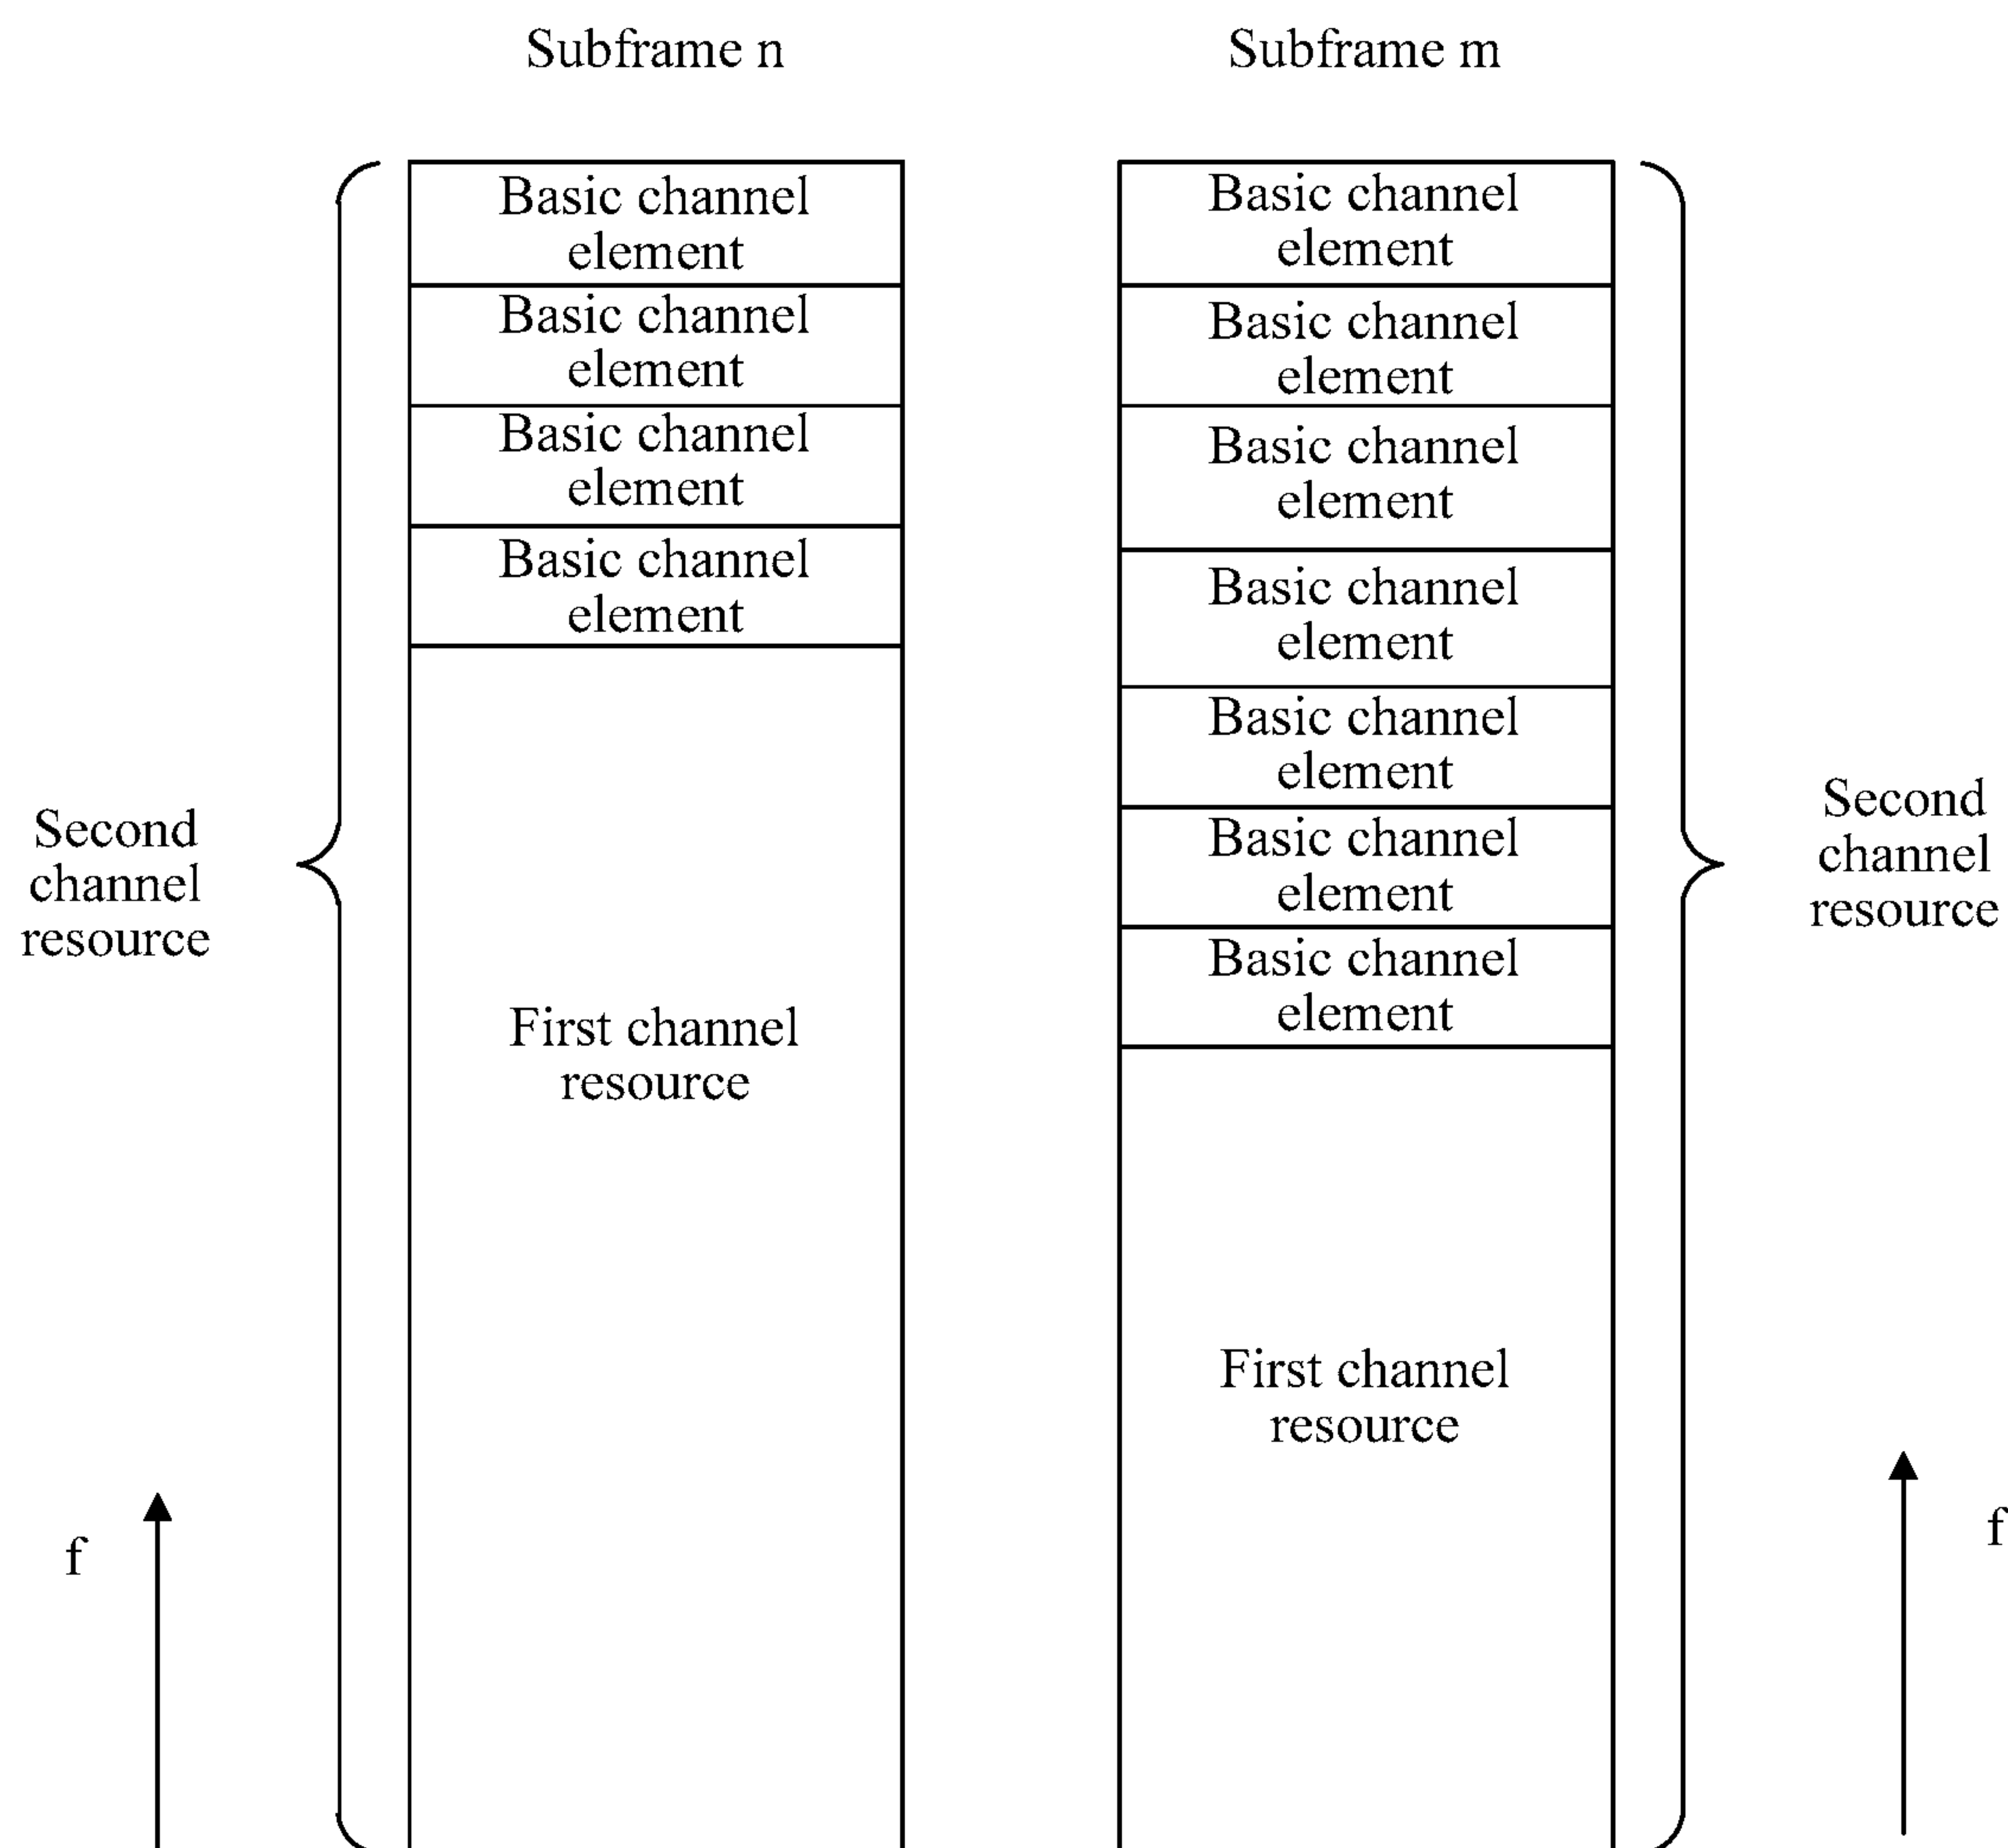 Subframe n
Subframe m
Basic channel
element
Basic channel
element
Basic channel
element
Basic channel
element
First channel
resource
Second
channel
resource
f
Basic channel
element
Basic channel
element
Basic channel
element
Basic channel
element
Basic channel
element
Basic channel
element
Basic channel
element
First channel
resource
Second
channel
resource
f